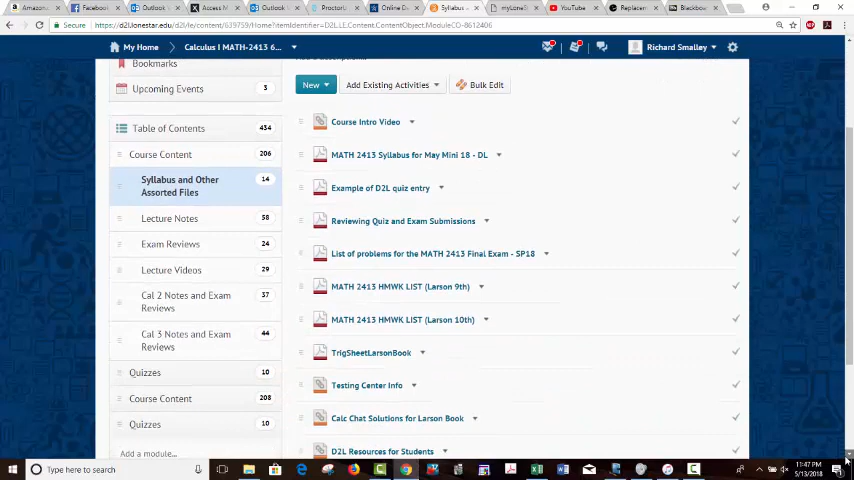 Amazon.
Facebook
Outlook V
Access M
Outlook V
ProctorU
Online Ex
Syllabus -
myLoneS
YouTube
Replacem
Blackboa
Secure https://d2l.lonestar.edu/d2l/le/content/639759/Home?itemIdentifier=D2L.LE.Content.ContentObject.ModuleCO-8612406
My Home
Calculus I MATH-2413 6...
Richard Smalley
Bookmarks
Upcoming Events 3
Table of Contents 434
Course Content 206
Syllabus and Other 14
Assorted Files
Lecture Notes 58
Exam Reviews 24
Lecture Videos 29
Cal 2 Notes and Exam 37
Reviews
Cal 3 Notes and Exam 44
Reviews
Quizzes 10
Course Content 208
Quizzes 10
Add a module...
New Add Existing Activities Bulk Edit
Course Intro Video
MATH 2413 Syllabus for May Mini 18 - DL
Example of D2L quiz entry
Reviewing Quiz and Exam Submissions
List of problems for the MATH 2413 Final Exam - SP18
MATH 2413 HMWK LIST (Larson 9th)
MATH 2413 HMWK LIST (Larson 10th)
TrigSheetLarsonBook
Testing Center Info
Calc Chat Solutions for Larson Book
D2L Resources for Students
Type here to search
11:47 PM
5/13/2018